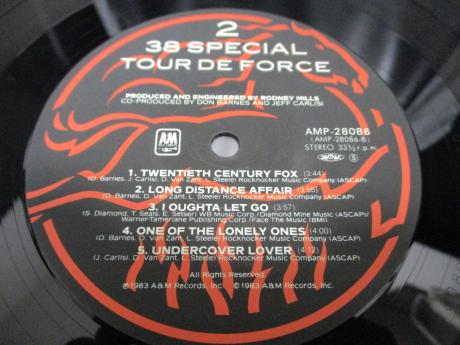 2
38 SPECIAL
TOUR DE FORCE
PRODUCED AND ENGINEERED BY RODNEY MILLS
CO-PRODUCED BY DON BARNES AND JEFF CARLISI
A&M
RECORDS
AMP-28086
(AMP-28086-B)
STEREO 33⅓ r.p.m.
1. TWENTIETH CENTURY FOX (3:44)
(D. Barnes, J. Carlisi, D. Van Zant, L. Steele) Rocknocker Music Company (ASCAP)
2. LONG DISTANCE AFFAIR (3:55)
(D. Barnes, D. Van Zant, L. Steele) Rocknocker Music Company (ASCAP)
3. I OUGHTA LET GO (3:57)
(S. Diamond, T. Seals, E. Setser) WB Music Corp./Diamond Mine Music (ASCAP)/
Warner-Tamerlane Publishing Corp./Face The Music (BMI)
4. ONE OF THE LONELY ONES (4:00)
(D. Barnes, D. Van Zant, L. Steele) Rocknocker Music Company (ASCAP)
5. UNDERCOVER LOVER (4:12)
(J. Carlisi, D. Van Zant, L. Steele) Rocknocker Music Company (ASCAP)
All Rights Reserved.
℗1983 A&M Records, Inc. ©1983 A&M Records, Inc.